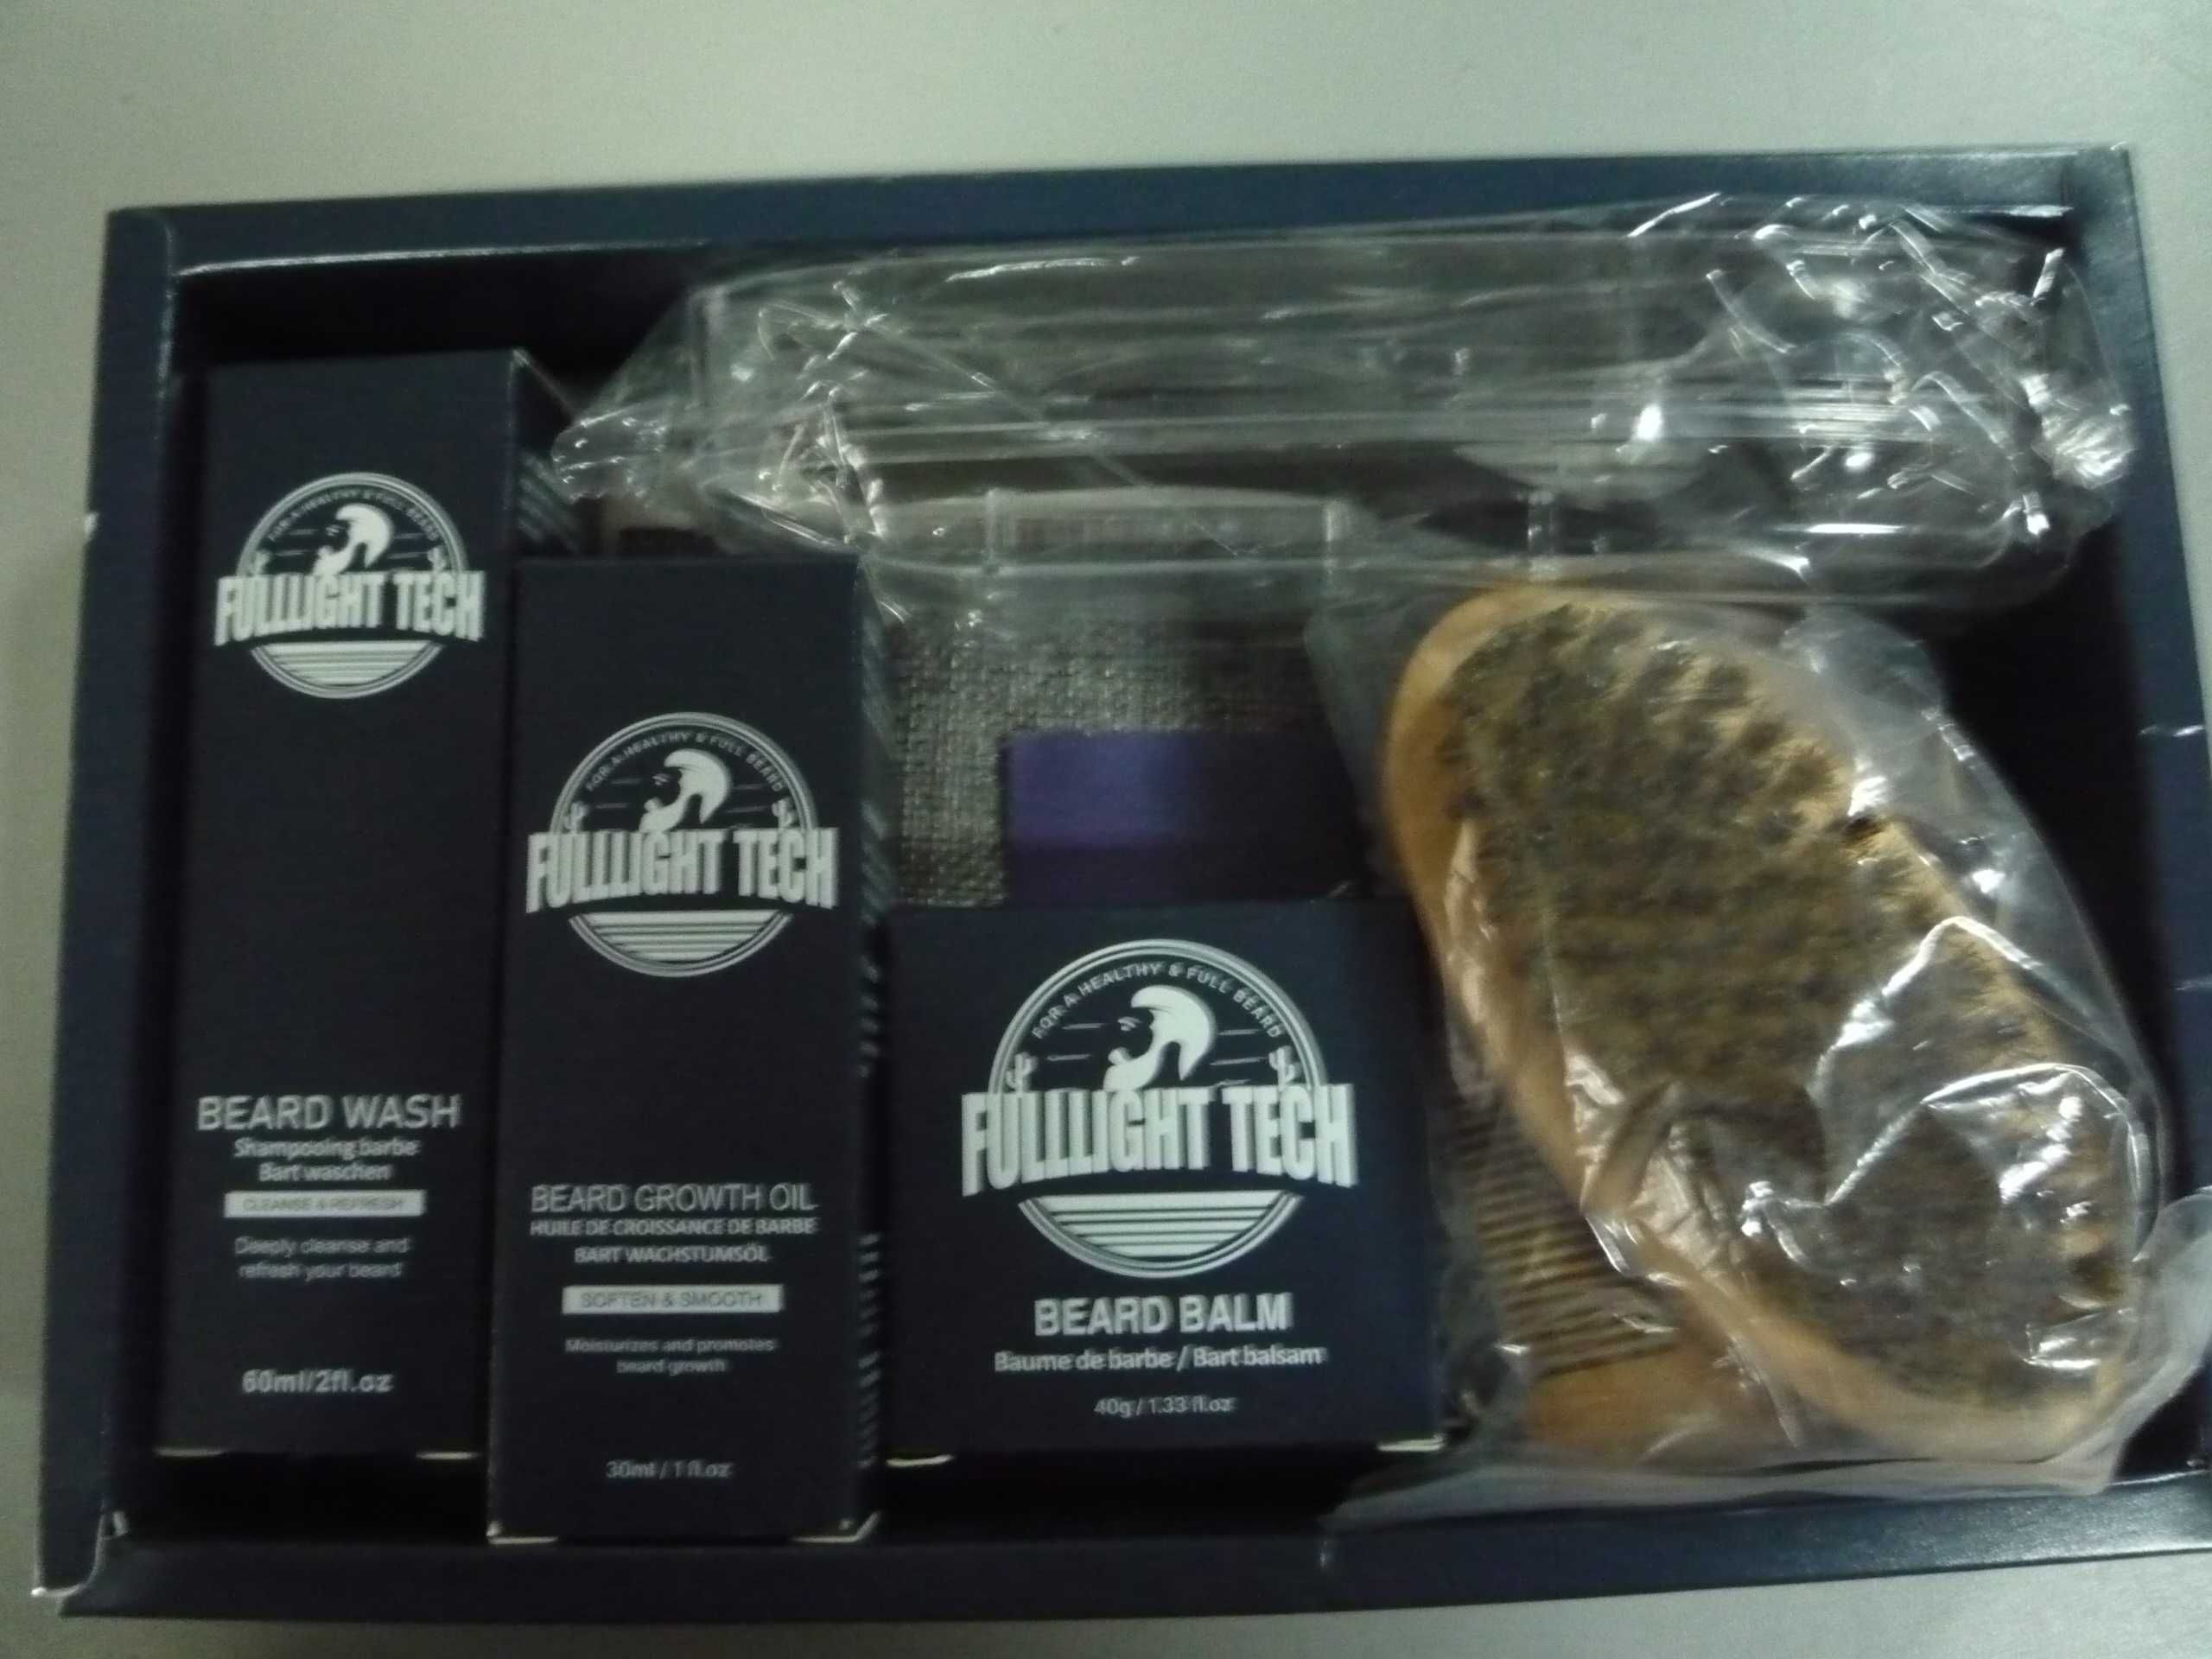 FOR A HEALTHY & FULL BEARD
FULLLIGHT TECH
BEARD WASH
Shampooing barbe
Bart waschen
CLEANSE & REFRESH
Deeply cleanse and
refresh your beard
60ml/2fl.oz
FOR A HEALTHY & FULL BEARD
FULLLIGHT TECH
BEARD GROWTH OIL
HUILE DE CROISSANCE DE BARBE
BART WACHSTUMSÖL
SOFTEN & SMOOTH
Moisturizes and promotes
beard growth
30ml / 1 fl.oz
FOR A HEALTHY & FULL BEARD
FULLLIGHT TECH
BEARD BALM
Baume de barbe / Bart balsam
40g / 1.33 fl.oz